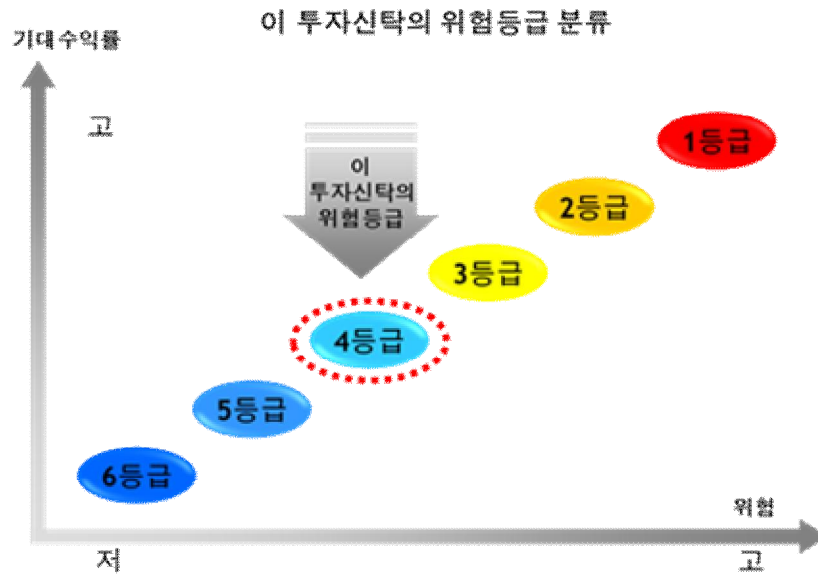 이 투자신탁의 위험등급 분류
기대수익률
고
1등급
이
투자신탁의
위험등급
2등급
3등급
4등급
5등급
6등급
위험
저
고